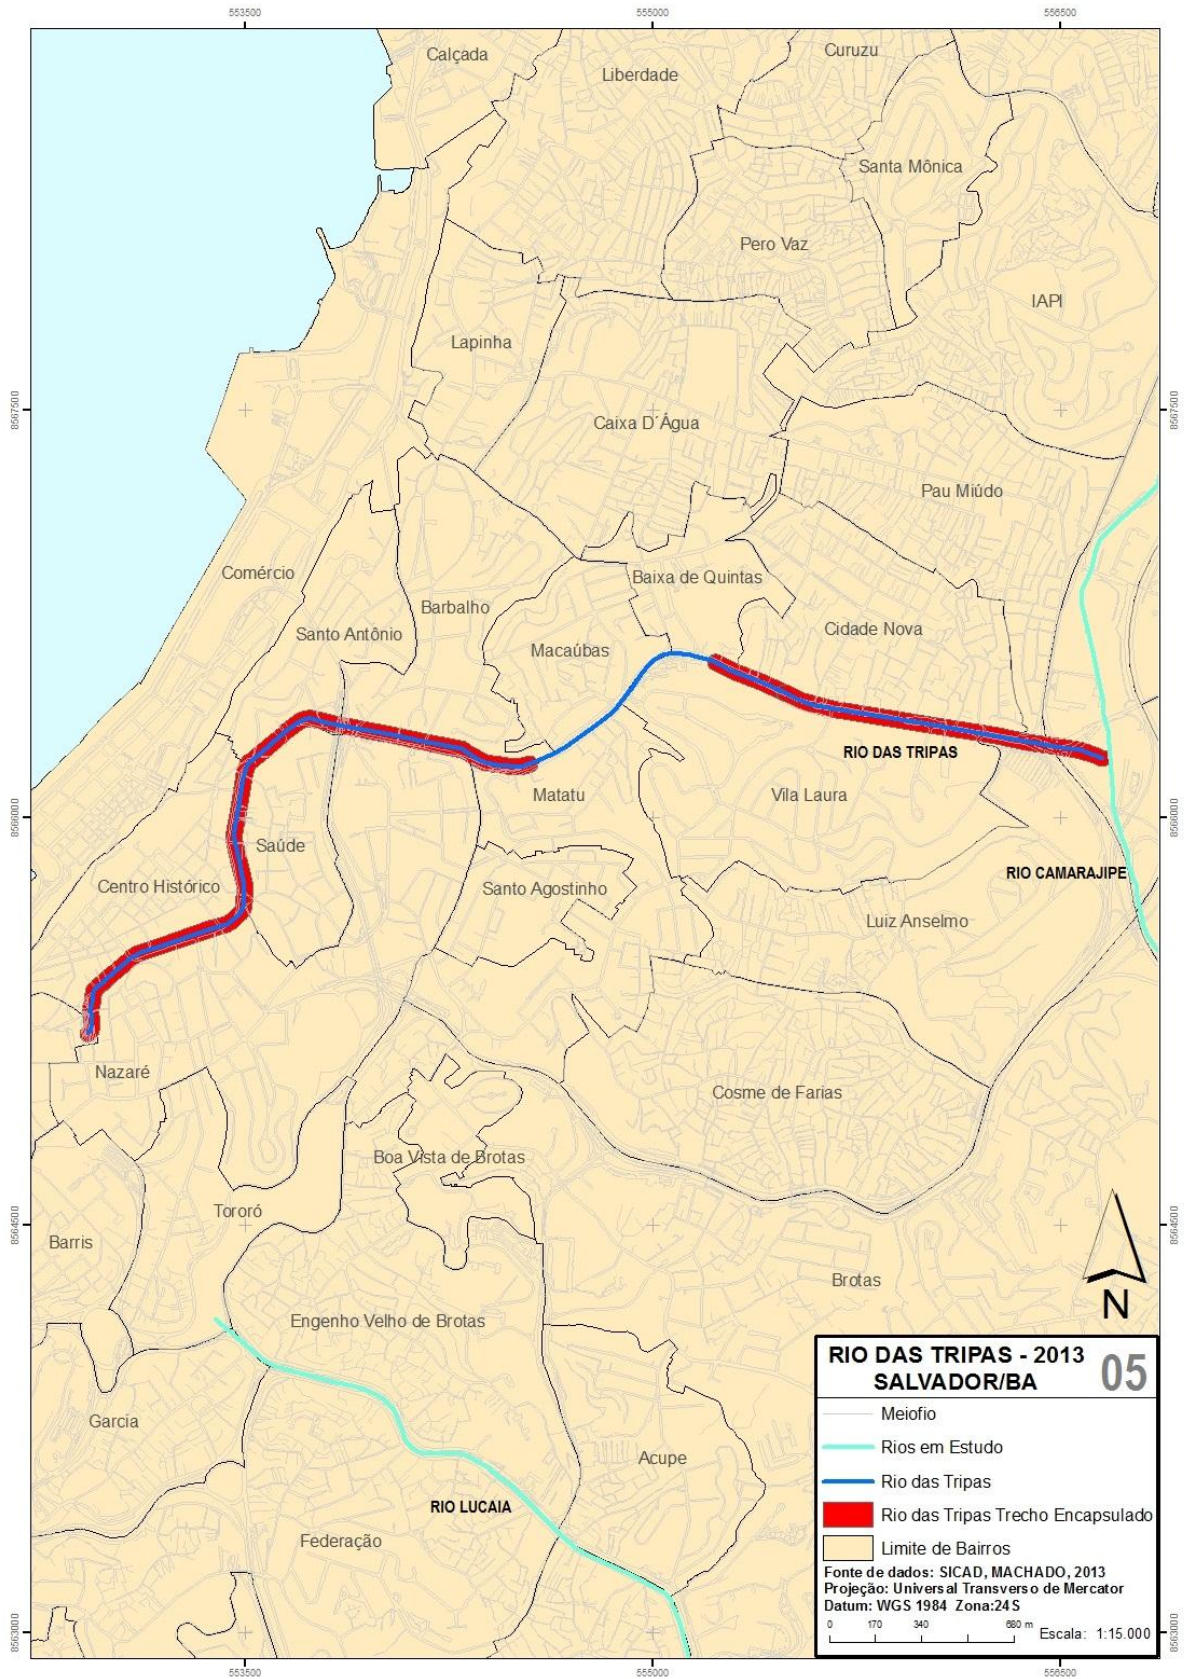 553500
555000
556500
Calçada
Liberdade
Curuzu
Santa Mônica
Pero Vaz
IAPI
Lapinha
8567500
8567500
Caixa D´Água
Pau Miúdo
Comércio
Baixa de Quintas
Barbalho
Santo Antônio
Cidade Nova
Macaúbas
RIO DAS TRIPAS
Matatu
Vila Laura
8566000
8566000
Saúde
RIO CAMARAJIPE
Centro Histórico
Santo Agostinho
Luiz Anselmo
Nazaré
Cosme de Farias
Boa Vista de Brotas
Tororó
8564500
8564500
Barris
Brotas
N
Engenho Velho de Brotas
Garcia
Acupe
RIO LUCAIA
Federação
RIO DAS TRIPAS - 2013
SALVADOR/BA
05
Meiofio
Rios em Estudo
Rio das Tripas
Rio das Tripas Trecho Encapsulado
Limite de Bairros
Fonte de dados: SICAD, MACHADO, 2013
Projeção: Universal Transverso de Mercator
Datum: WGS 1984 Zona:24S
0 170 340 680 m
Escala: 1:15.000
8563000
8563000
553500
555000
556500